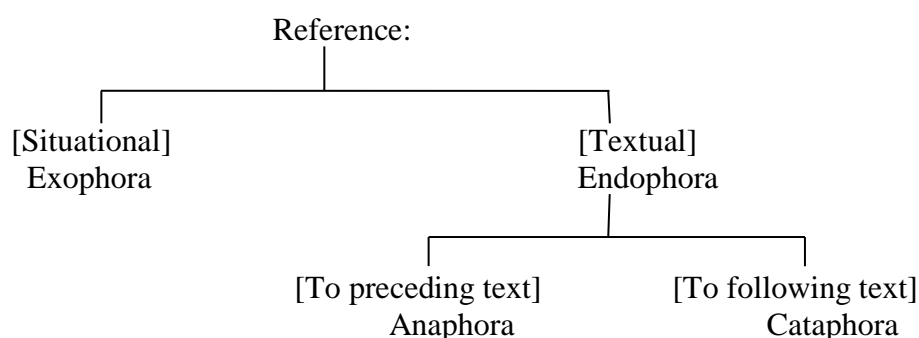 Reference:
[Situational] [Textual]
Exophora Endophora
[To preceding text] [To following text]
Anaphora Cataphora